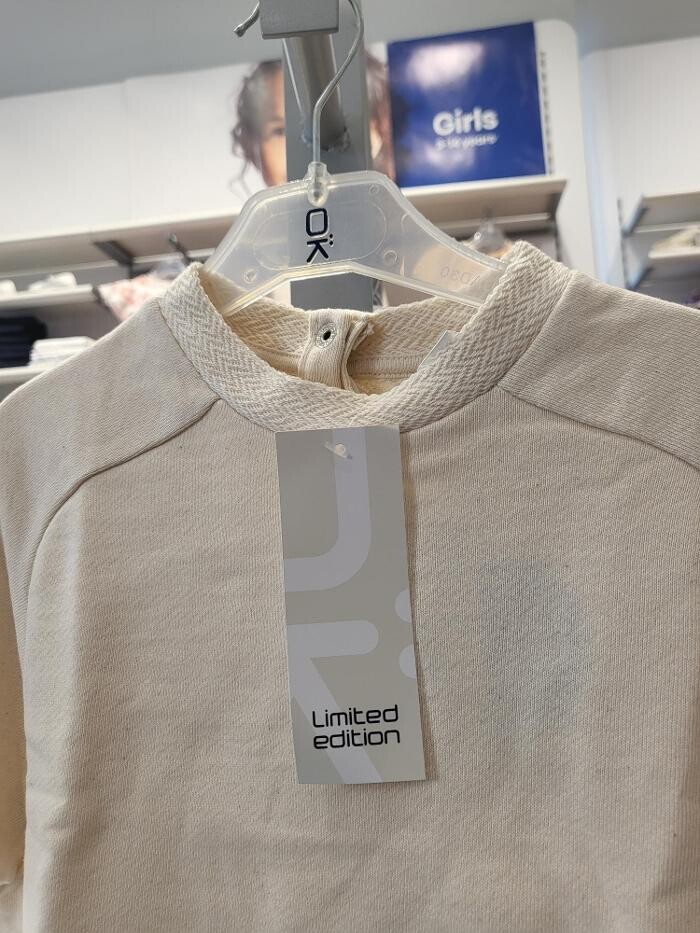 Girls
ÖK
Limited
edition